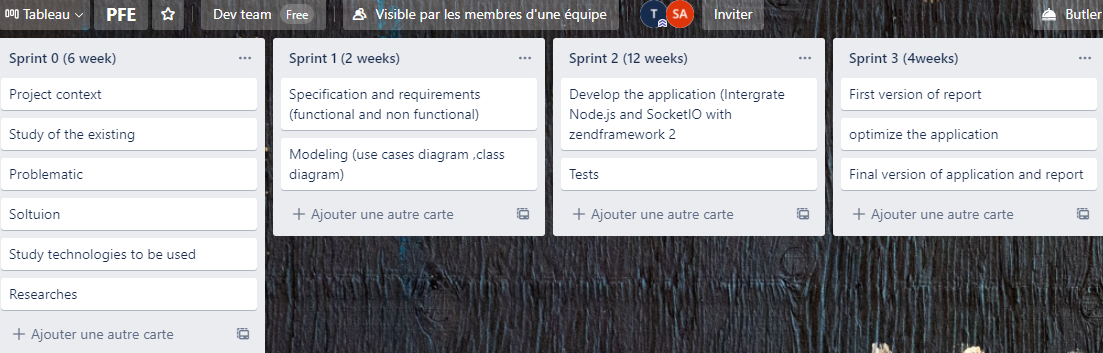 Tableau PFE Dev team Free Visible par les membres d'une équipe T SA Inviter Butler
Sprint 0 (6 week)
Project context
Study of the existing
Problematic
Soltuion
Study technologies to be used
Researches
+ Ajouter une autre carte
Sprint 1 (2 weeks)
Specification and requirements
(functional and non functional)
Modeling (use cases diagram ,class
diagram)
+ Ajouter une autre carte
Sprint 2 (12 weeks)
Develop the application (Intergrate
Node.js and SocketIO with
zendframework 2
Tests
+ Ajouter une autre carte
Sprint 3 (4weeks)
First version of report
optimize the application
Final version of application and report
+ Ajouter une autre carte